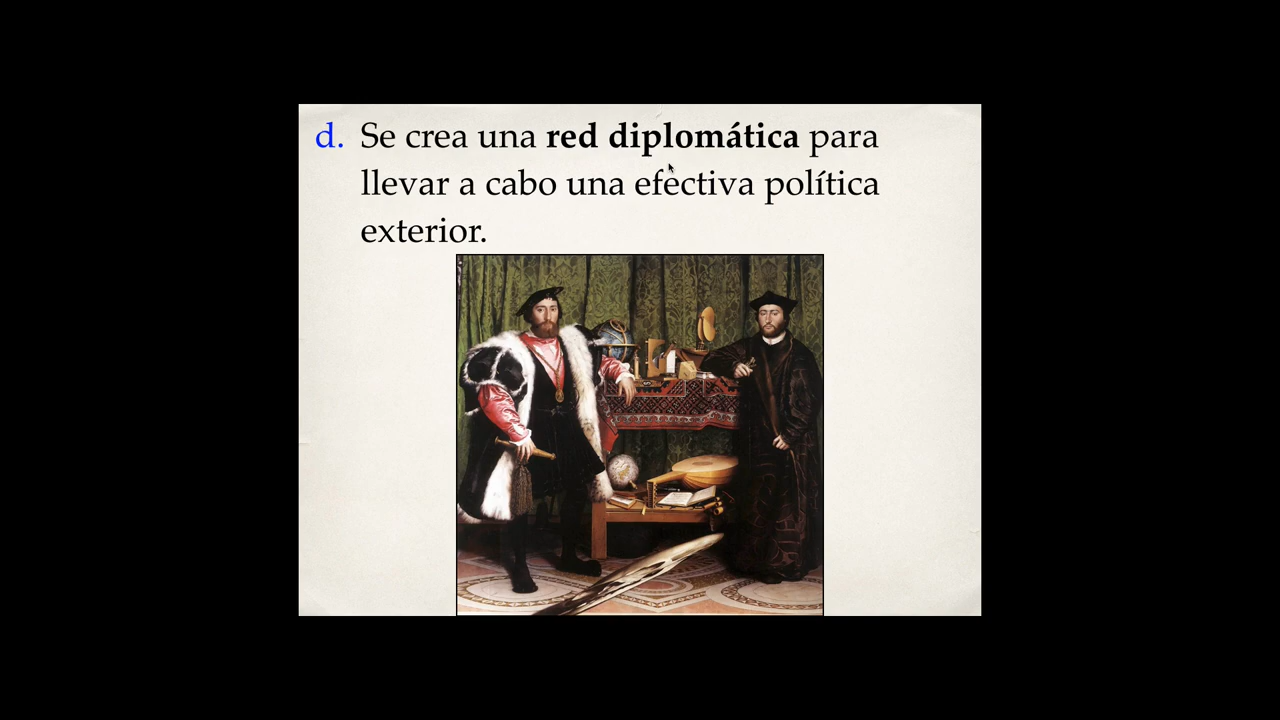 d. Se crea una red diplomática para
llevar a cabo una efectiva política
exterior.